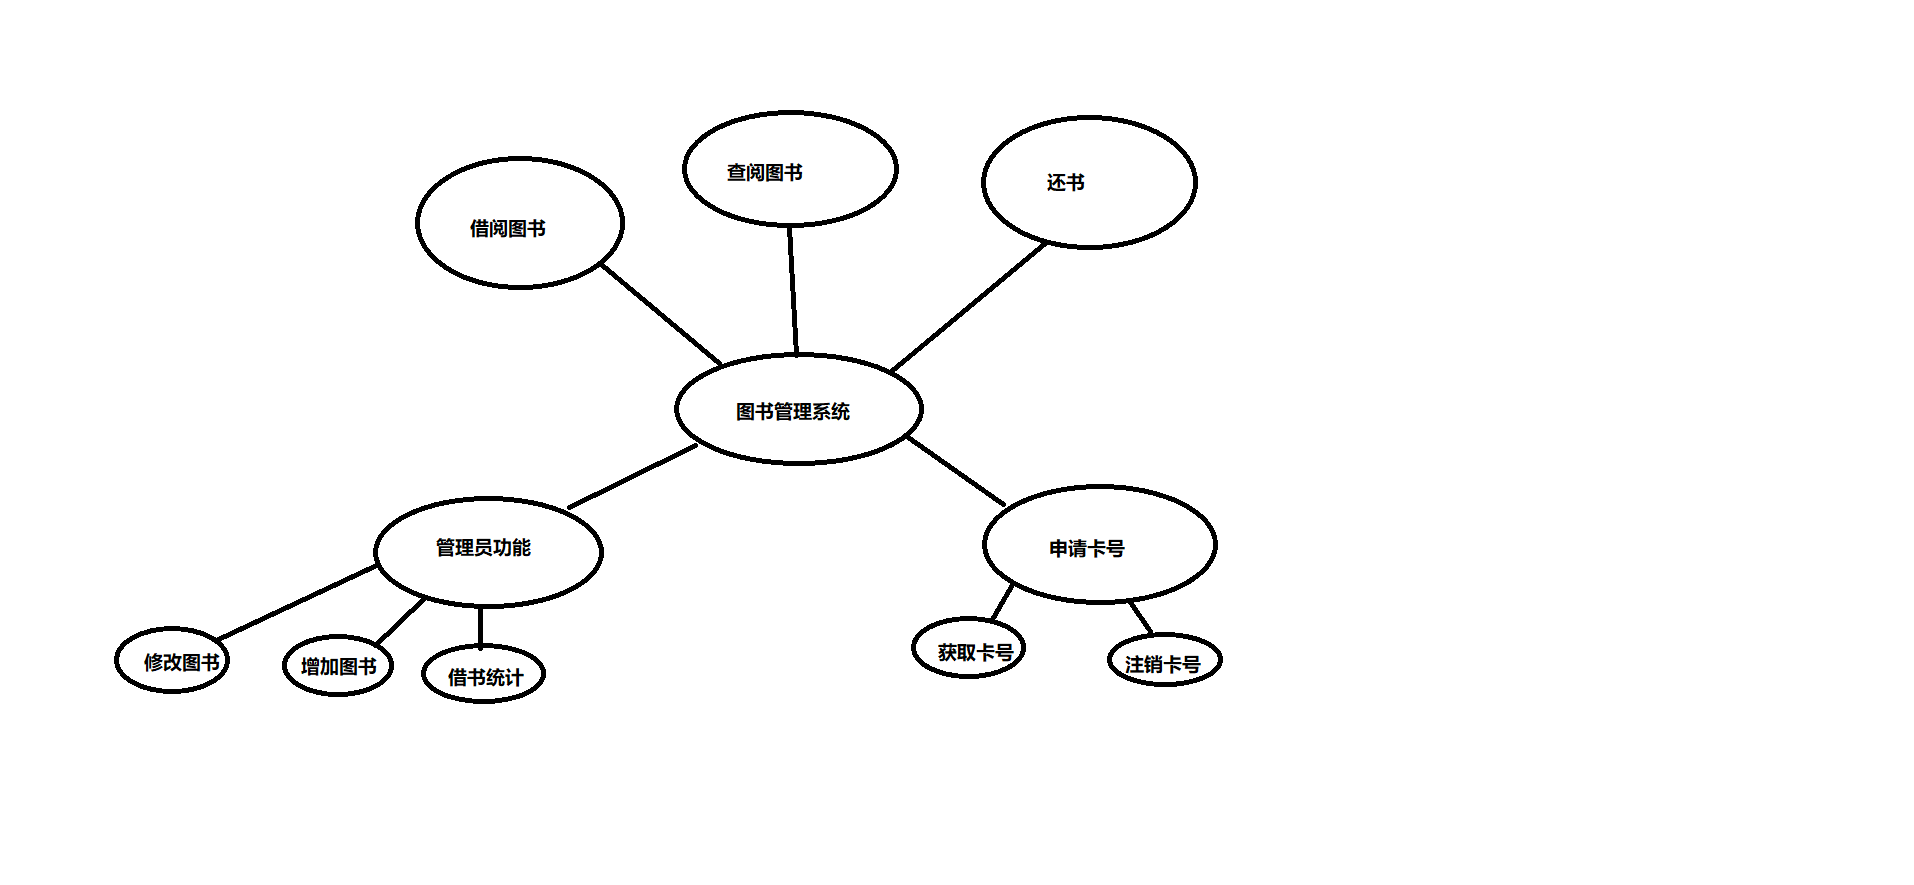 查阅图书
还书
借阅图书
图书管理系统
管理员功能
申请卡号
修改图书
增加图书
借书统计
获取卡号
注销卡号